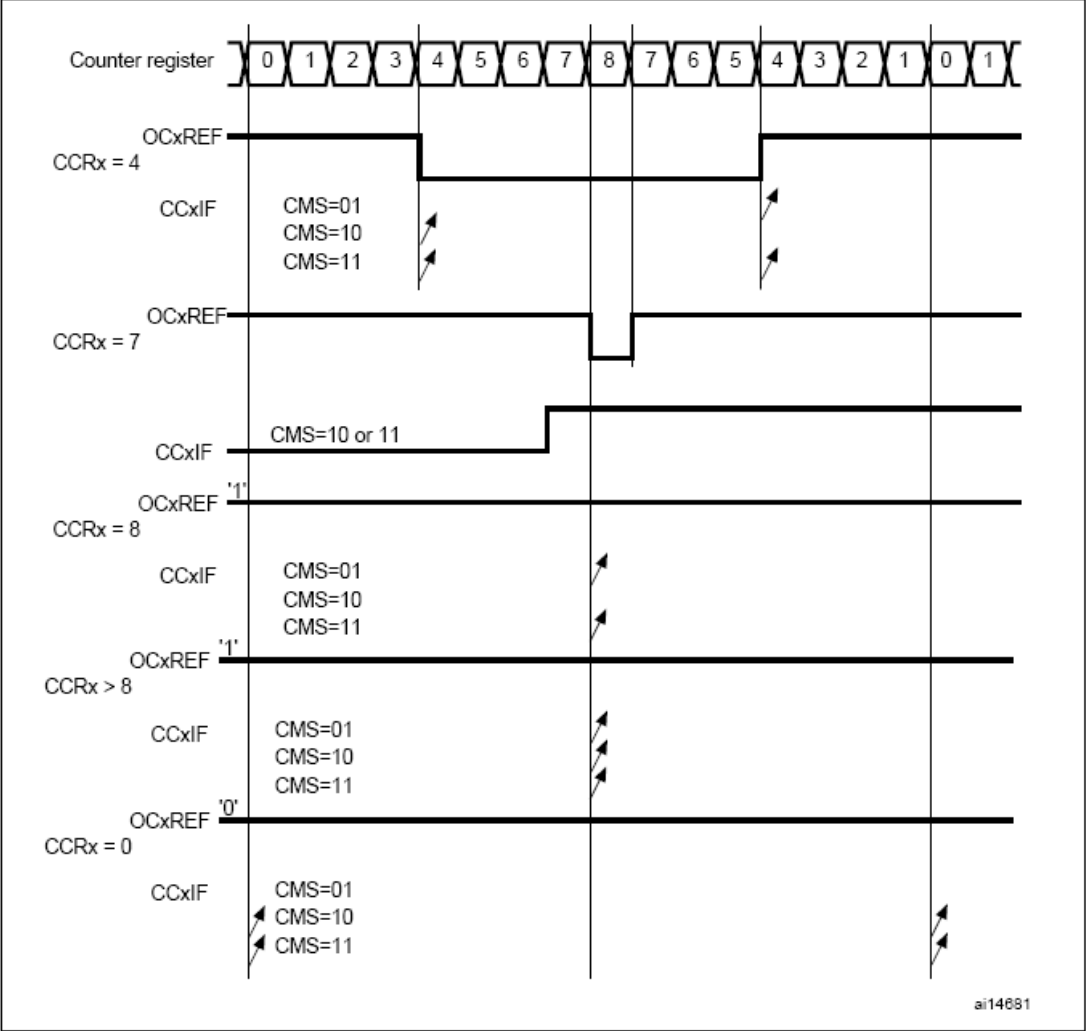 Counter register 0 1 2 3 4 5 6 7 8 7 6 5 4 3 2 1 0 1
OCxREF
CCRx = 4
CCxIF CMS=01
CMS=10
CMS=11
OCxREF
CCRx = 7
CMS=10 or 11
CCxIF
OCxREF '1'
CCRx = 8
CCxIF CMS=01
CMS=10
CMS=11
OCxREF '1'
CCRx > 8
CCxIF CMS=01
CMS=10
CMS=11
OCxREF '0'
CCRx = 0
CCxIF CMS=01
CMS=10
CMS=11
ai14681